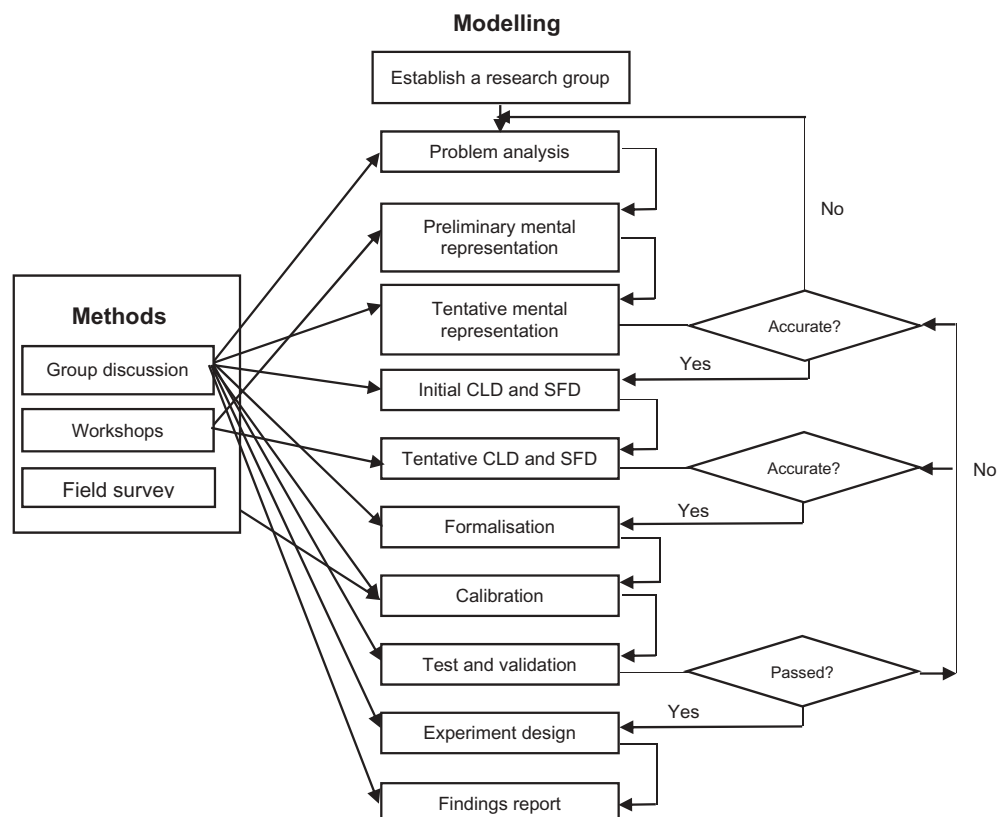 Modelling
Establish a research group
Problem analysis
No
Preliminary mental
representation
Methods
Tentative mental
representation
Accurate?
Group discussion
Yes
Initial CLD and SFD
Workshops
Tentative CLD and SFD
Accurate?
No
Field survey
Yes
Formalisation
Calibration
Test and validation
Passed?
Yes
Experiment design
Findings report